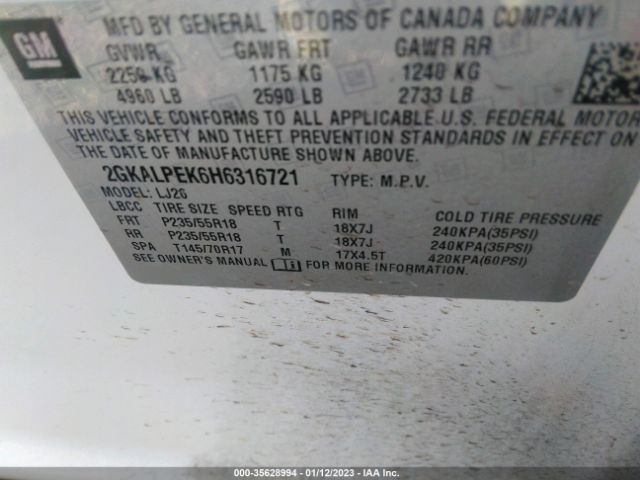 GM
MFD BY GENERAL MOTORS OF CANADA COMPANY
GVWR GAWR FRT GAWR RR
2250 KG 1175 KG 1240 KG
4960 LB 2590 LB 2733 LB
THIS VEHICLE CONFORMS TO ALL APPLICABLE U.S. FEDERAL MOTOR
VEHICLE SAFETY AND THEFT PREVENTION STANDARDS IN EFFECT ON
THE DATE OF MANUFACTURE SHOWN ABOVE.
2GKALPEK6H6316721 TYPE: M.P.V.
MODEL: LJ26
LBCC TIRE SIZE SPEED RTG RIM COLD TIRE PRESSURE
FRT P235/55R18 T 18X7J 240KPA(35PSI)
RR P235/55R18 T 18X7J 240KPA(35PSI)
SPA T145/70R17 M 17X4.5T 420KPA(60PSI)
SEE OWNER'S MANUAL FOR MORE INFORMATION.
000-35628994 - 01/12/2023 - IAA Inc.